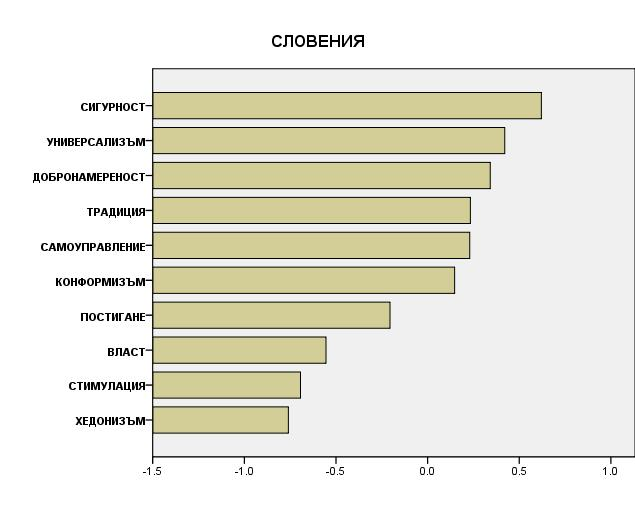 СЛОВЕНИЯ
СИГУРНОСТ
УНИВЕРСАЛИЗЪМ
ДОБРОНАМЕРЕНОСТ
ТРАДИЦИЯ
САМОУПРАВЛЕНИЕ
КОНФОРМИЗЪМ
ПОСТИГАНЕ
ВЛАСТ
СТИМУЛАЦИЯ
ХЕДОНИЗЪМ
-1.5 -1.0 -0.5 0.0 0.5 1.0